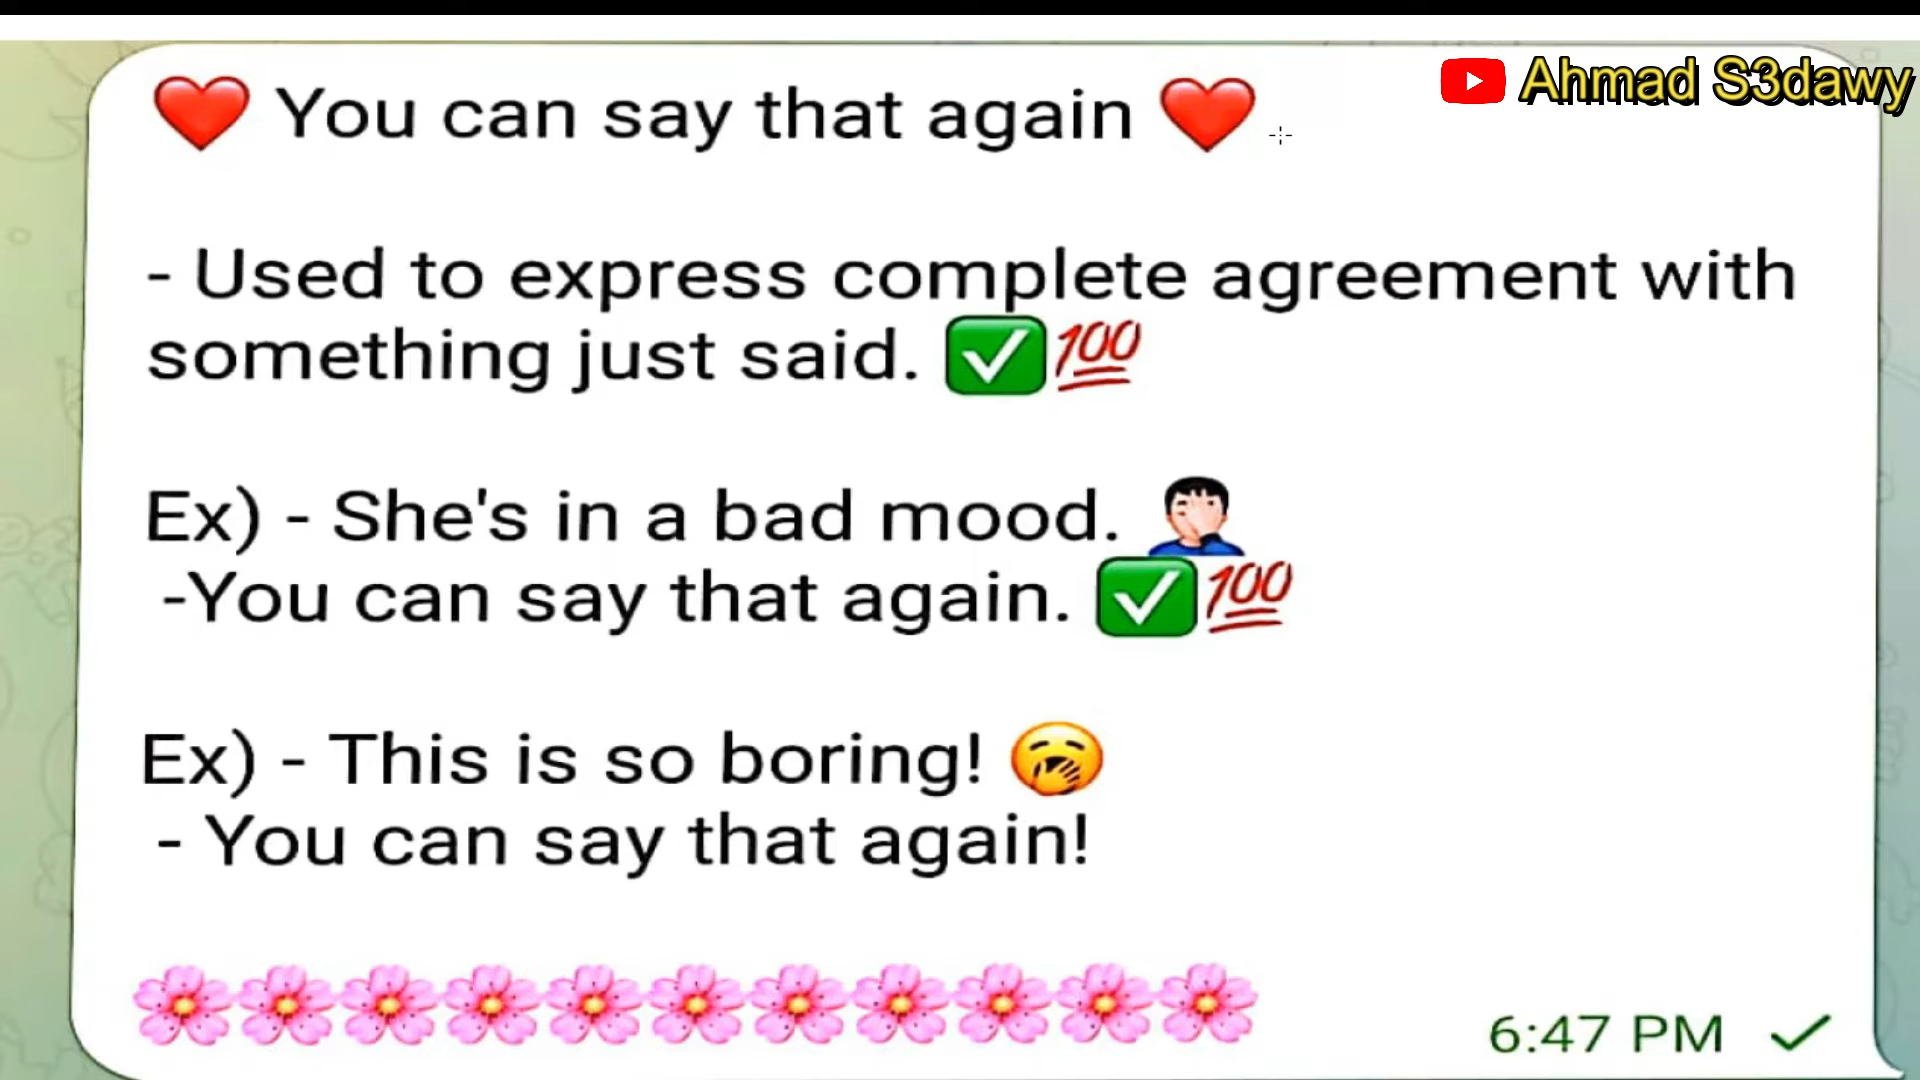 Ahmad S3dawy
❤️ You can say that again ❤️
- Used to express complete agreement with
something just said. ✅💯
Ex) - She's in a bad mood. 🤦🏻‍♂️
-You can say that again. ✅💯
Ex) - This is so boring! 🥱
- You can say that again!
🌸🌸🌸🌸🌸🌸🌸🌸🌸🌸🌸
6:47 PM ✓